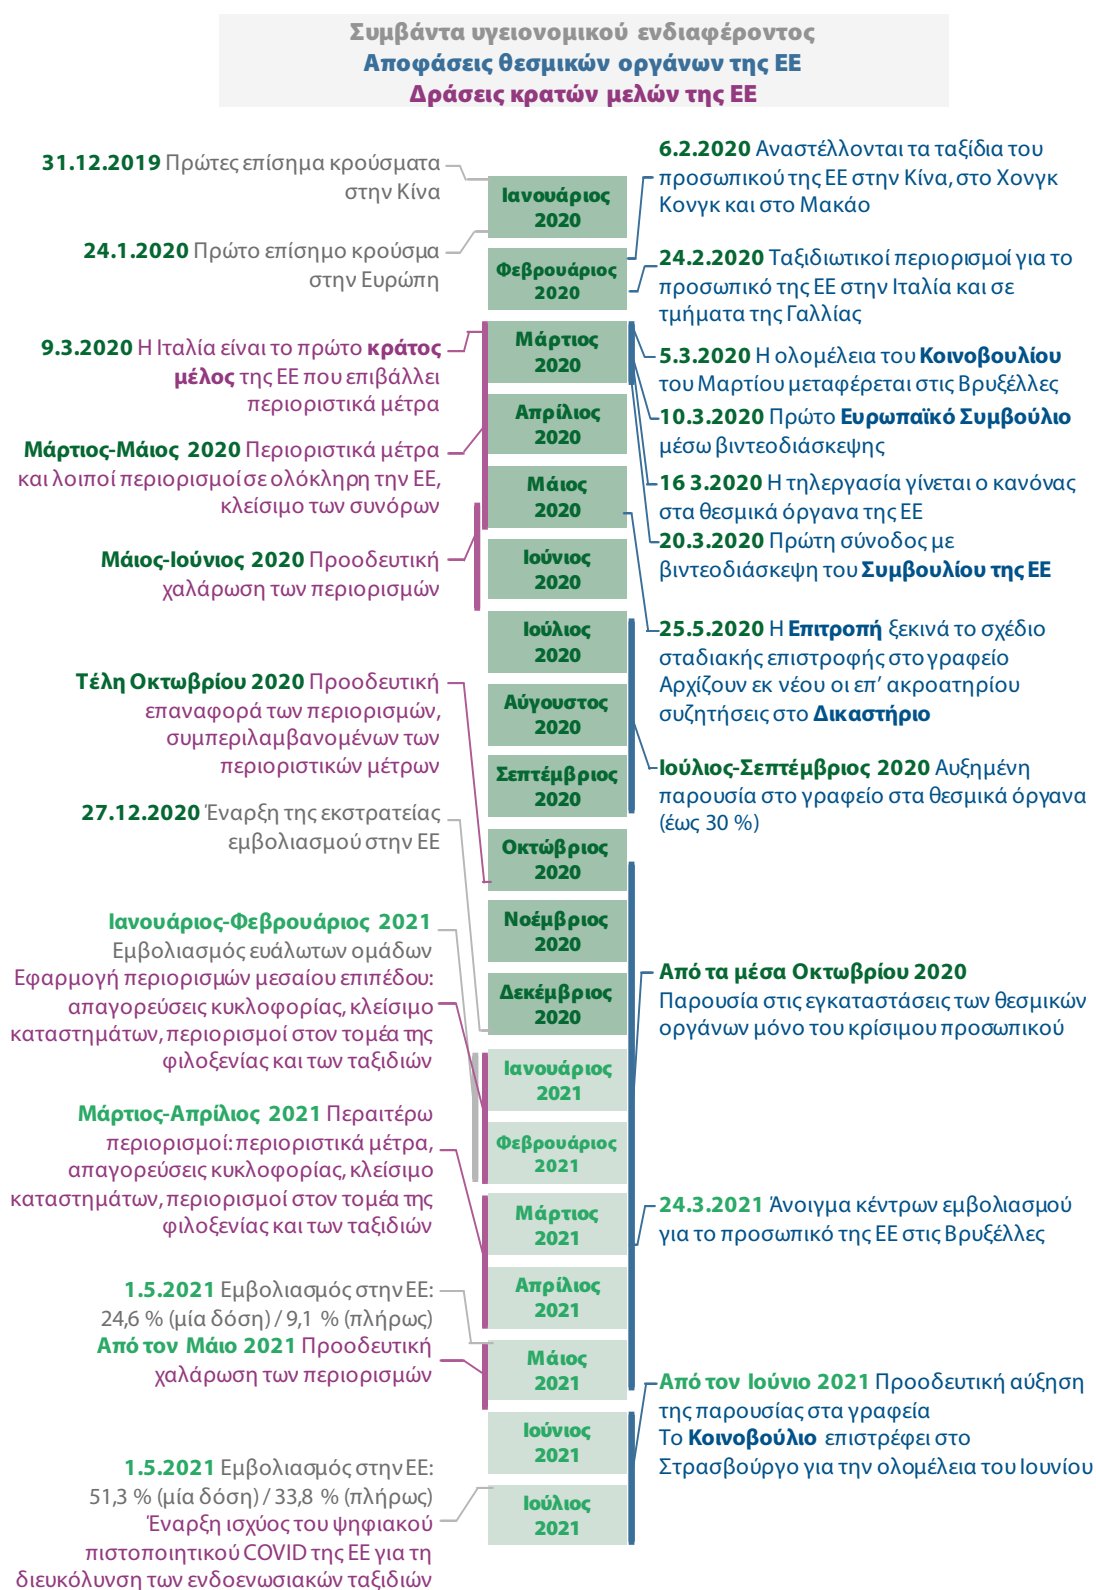 Συμβάντα υγειονομικού ενδιαφέροντος
Αποφάσεις θεσμικών οργάνων της ΕΕ
Δράσεις κρατών μελών της ΕΕ
31.12.2019 Πρώτες επίσημα κρούσματα
στην Κίνα
24.1.2020 Πρώτο επίσημο κρούσμα
στην Ευρώπη
9.3.2020 Η Ιταλία είναι το πρώτο κράτος
μέλος της ΕΕ που επιβάλλει
περιοριστικά μέτρα
Μάρτιος-Μάιος 2020 Περιοριστικά μέτρα
και λοιποί περιορισμοί σε ολόκληρη την ΕΕ,
κλείσιμο των συνόρων
Μάιος-Ιούνιος 2020 Προοδευτική
χαλάρωση των περιορισμών
Τέλη Οκτωβρίου 2020 Προοδευτική
επαναφορά των περιορισμών,
συμπεριλαμβανομένων των
περιοριστικών μέτρων
27.12.2020 Έναρξη της εκστρατείας
εμβολιασμού στην ΕΕ
Ιανουάριος-Φεβρουάριος 2021
Εμβολιασμός ευάλωτων ομάδων
Εφαρμογή περιορισμών μεσαίου επιπέδου:
απαγορεύσεις κυκλοφορίας, κλείσιμο
καταστημάτων, περιορισμοί στον τομέα της
φιλοξενίας και των ταξιδιών
Μάρτιος-Απρίλιος 2021 Περαιτέρω
περιορισμοί: περιοριστικά μέτρα,
απαγορεύσεις κυκλοφορίας, κλείσιμο
καταστημάτων, περιορισμοί στον τομέα της
φιλοξενίας και των ταξιδιών
1.5.2021 Εμβολιασμός στην ΕΕ:
24,6 % (μία δόση) / 9,1 % (πλήρως)
Από τον Μάιο 2021 Προοδευτική
χαλάρωση των περιορισμών
1.5.2021 Εμβολιασμός στην ΕΕ:
51,3 % (μία δόση) / 33,8 % (πλήρως)
Έναρξη ισχύος του ψηφιακού
πιστοποιητικού COVID της ΕΕ για τη
διευκόλυνση των ενδοενωσιακών ταξιδιών
Ιανουάριος
2020
Φεβρουάριος
2020
Μάρτιος
2020
Απρίλιος
2020
Μάιος
2020
Ιούνιος
2020
Ιούλιος
2020
Αύγουστος
2020
Σεπτέμβριος
2020
Οκτώβριος
2020
Νοέμβριος
2020
Δεκέμβριος
2020
Ιανουάριος
2021
Φεβρουάριος
2021
Μάρτιος
2021
Απρίλιος
2021
Μάιος
2021
Ιούνιος
2021
Ιούλιος
2021
6.2.2020 Αναστέλλονται τα ταξίδια του
προσωπικού της ΕΕ στην Κίνα, στο Χονγκ
Κονγκ και στο Μακάο
24.2.2020 Ταξιδιωτικοί περιορισμοί για το
προσωπικό της ΕΕ στην Ιταλία και σε
τμήματα της Γαλλίας
5.3.2020 Η ολομέλεια του Κοινοβουλίου
του Μαρτίου μεταφέρεται στις Βρυξέλλες
10.3.2020 Πρώτο Ευρωπαϊκό Συμβούλιο
μέσω βιντεοδιάσκεψης
16 3.2020 Η τηλεργασία γίνεται ο κανόνας
στα θεσμικά όργανα της ΕΕ
20.3.2020 Πρώτη σύνοδος με
βιντεοδιάσκεψη του Συμβουλίου της ΕΕ
25.5.2020 Η Επιτροπή ξεκινά το σχέδιο
σταδιακής επιστροφής στο γραφείο
Αρχίζουν εκ νέου οι επ’ ακροατηρίου
συζητήσεις στο Δικαστήριο
Ιούλιος-Σεπτέμβριος 2020 Αυξημένη
παρουσία στο γραφείο στα θεσμικά όργανα
(έως 30 %)
Από τα μέσα Οκτωβρίου 2020
Παρουσία στις εγκαταστάσεις των θεσμικών
οργάνων μόνο του κρίσιμου προσωπικού
24.3.2021 Άνοιγμα κέντρων εμβολιασμού
για το προσωπικό της ΕΕ στις Βρυξέλλες
Από τον Ιούνιο 2021 Προοδευτική αύξηση
της παρουσίας στα γραφεία
Το Κοινοβούλιο επιστρέφει στο
Στρασβούργο για την ολομέλεια του Ιουνίου